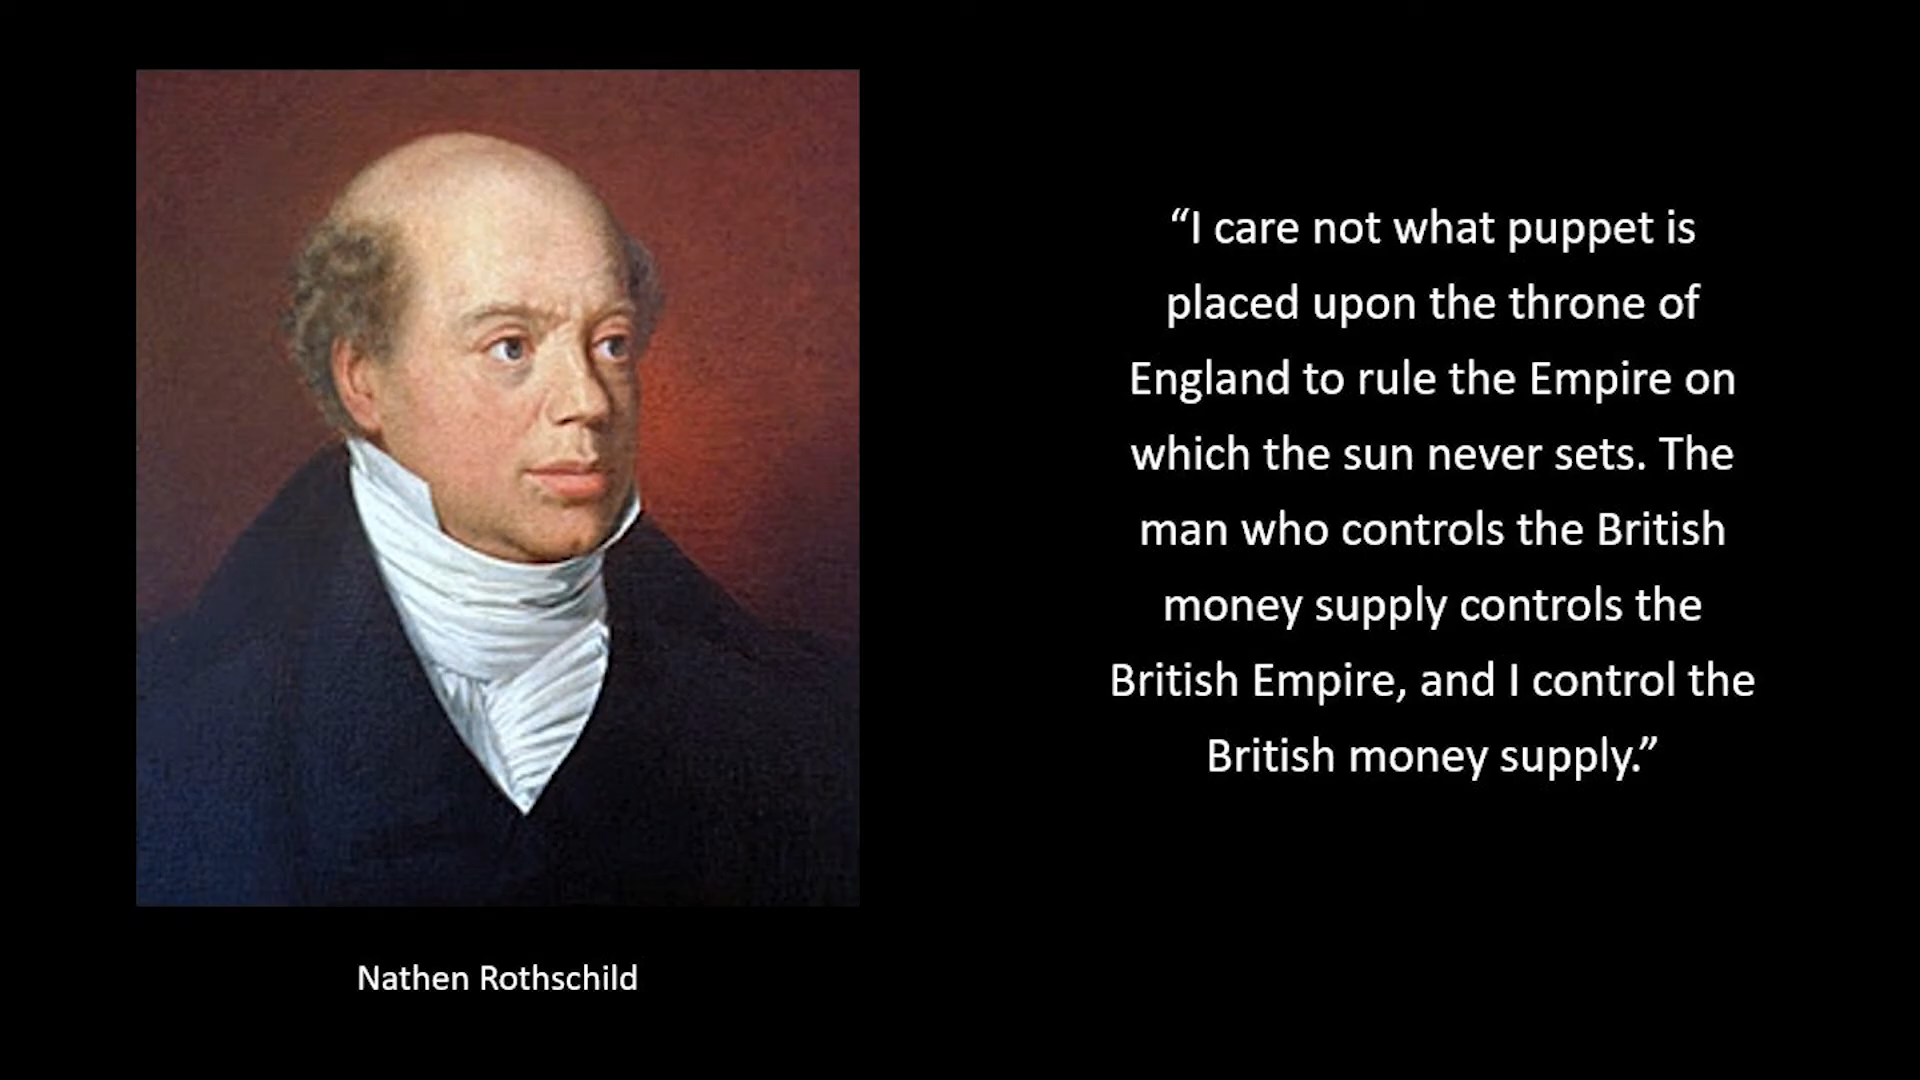 “I care not what puppet is
placed upon the throne of
England to rule the Empire on
which the sun never sets. The
man who controls the British
money supply controls the
British Empire, and I control the
British money supply.”
Nathen Rothschild